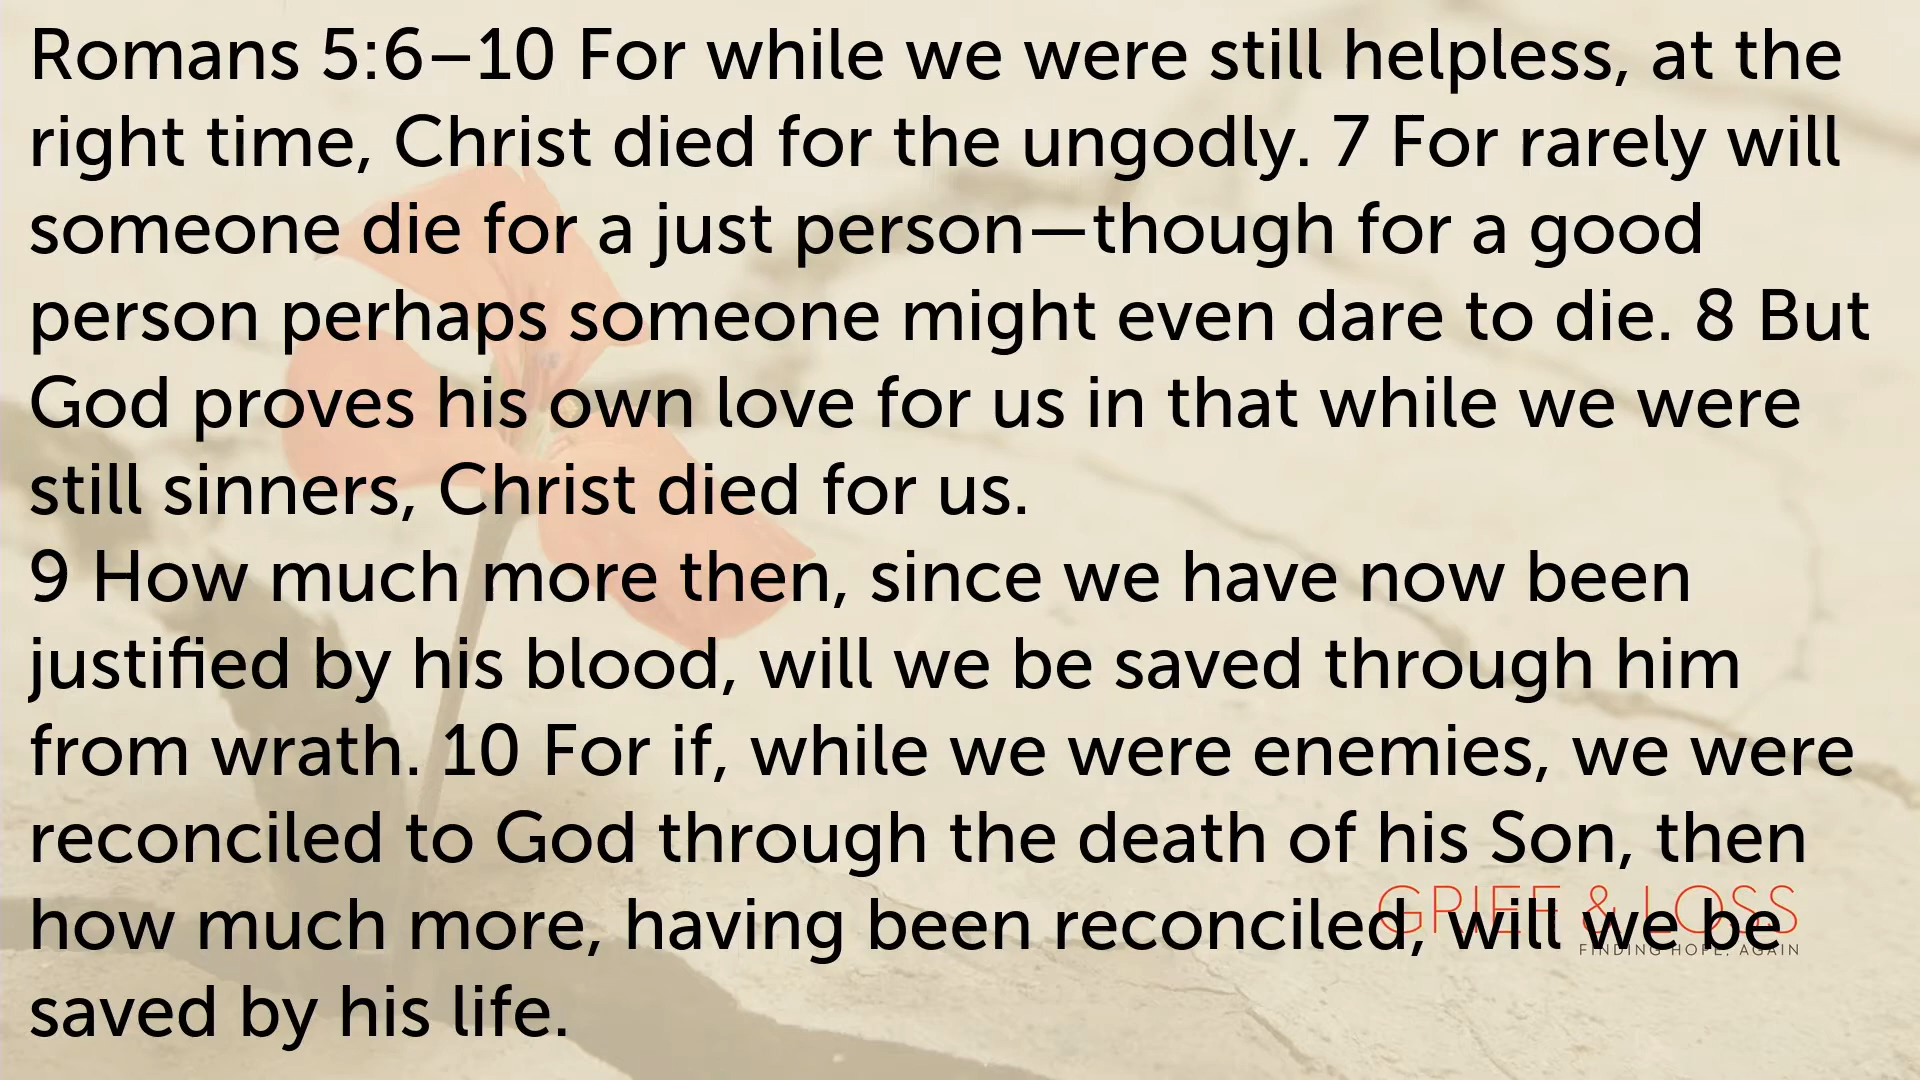 Romans 5:6–10 For while we were still helpless, at the
right time, Christ died for the ungodly. 7 For rarely will
someone die for a just person—though for a good
person perhaps someone might even dare to die. 8 But
God proves his own love for us in that while we were
still sinners, Christ died for us.
9 How much more then, since we have now been
justified by his blood, will we be saved through him
from wrath. 10 For if, while we were enemies, we were
reconciled to God through the death of his Son, then
how much more, having been reconciled, will we be
saved by his life.
GRIEF & LOSS
FINDING HOPE. AGAIN